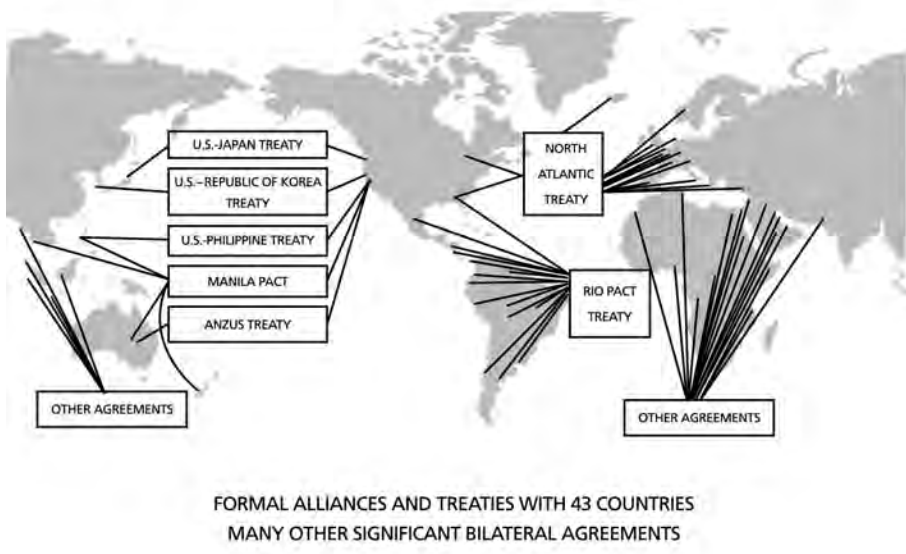 U.S.-JAPAN TREATY
U.S.–REPUBLIC OF KOREA
TREATY
U.S.-PHILIPPINE TREATY
MANILA PACT
ANZUS TREATY
OTHER AGREEMENTS
NORTH
ATLANTIC
TREATY
RIO PACT
TREATY
OTHER AGREEMENTS
FORMAL ALLIANCES AND TREATIES WITH 43 COUNTRIES
MANY OTHER SIGNIFICANT BILATERAL AGREEMENTS